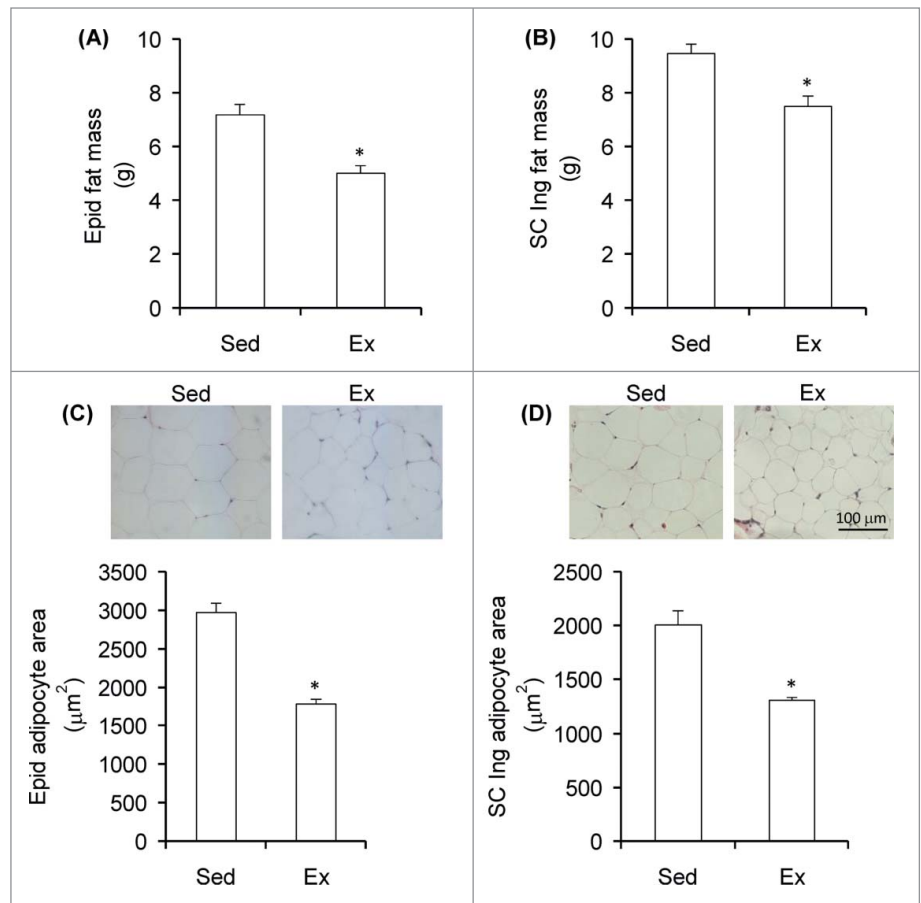 (A)
Epid fat mass
(g)
10
8
6
4
2
0
*
Sed Ex
(B)
SC Ing fat mass
(g)
10
8
6
4
2
0
*
Sed Ex
(C)
Sed Ex
Epid adipocyte area
(μm²)
3500
3000
2500
2000
1500
1000
500
0
*
Sed Ex
(D)
Sed Ex
100 μm
SC Ing adipocyte area
(μm²)
2500
2000
1500
1000
500
0
*
Sed Ex